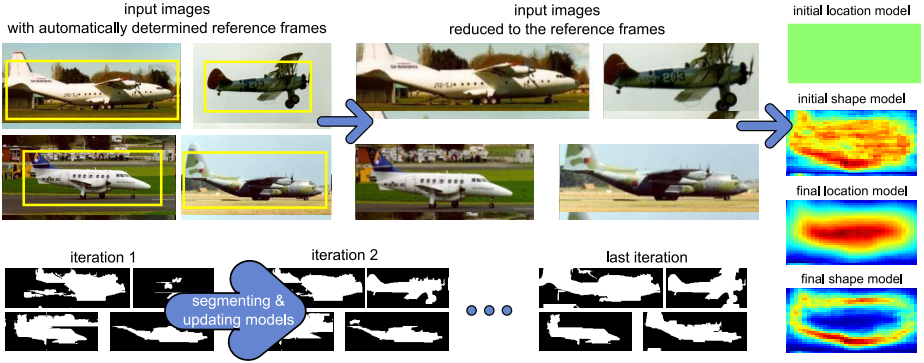 input images
with automatically determined reference frames
input images
reduced to the reference frames
initial location model
initial shape model
final location model
final shape model
iteration 1
iteration 2
last iteration
segmenting &
updating models